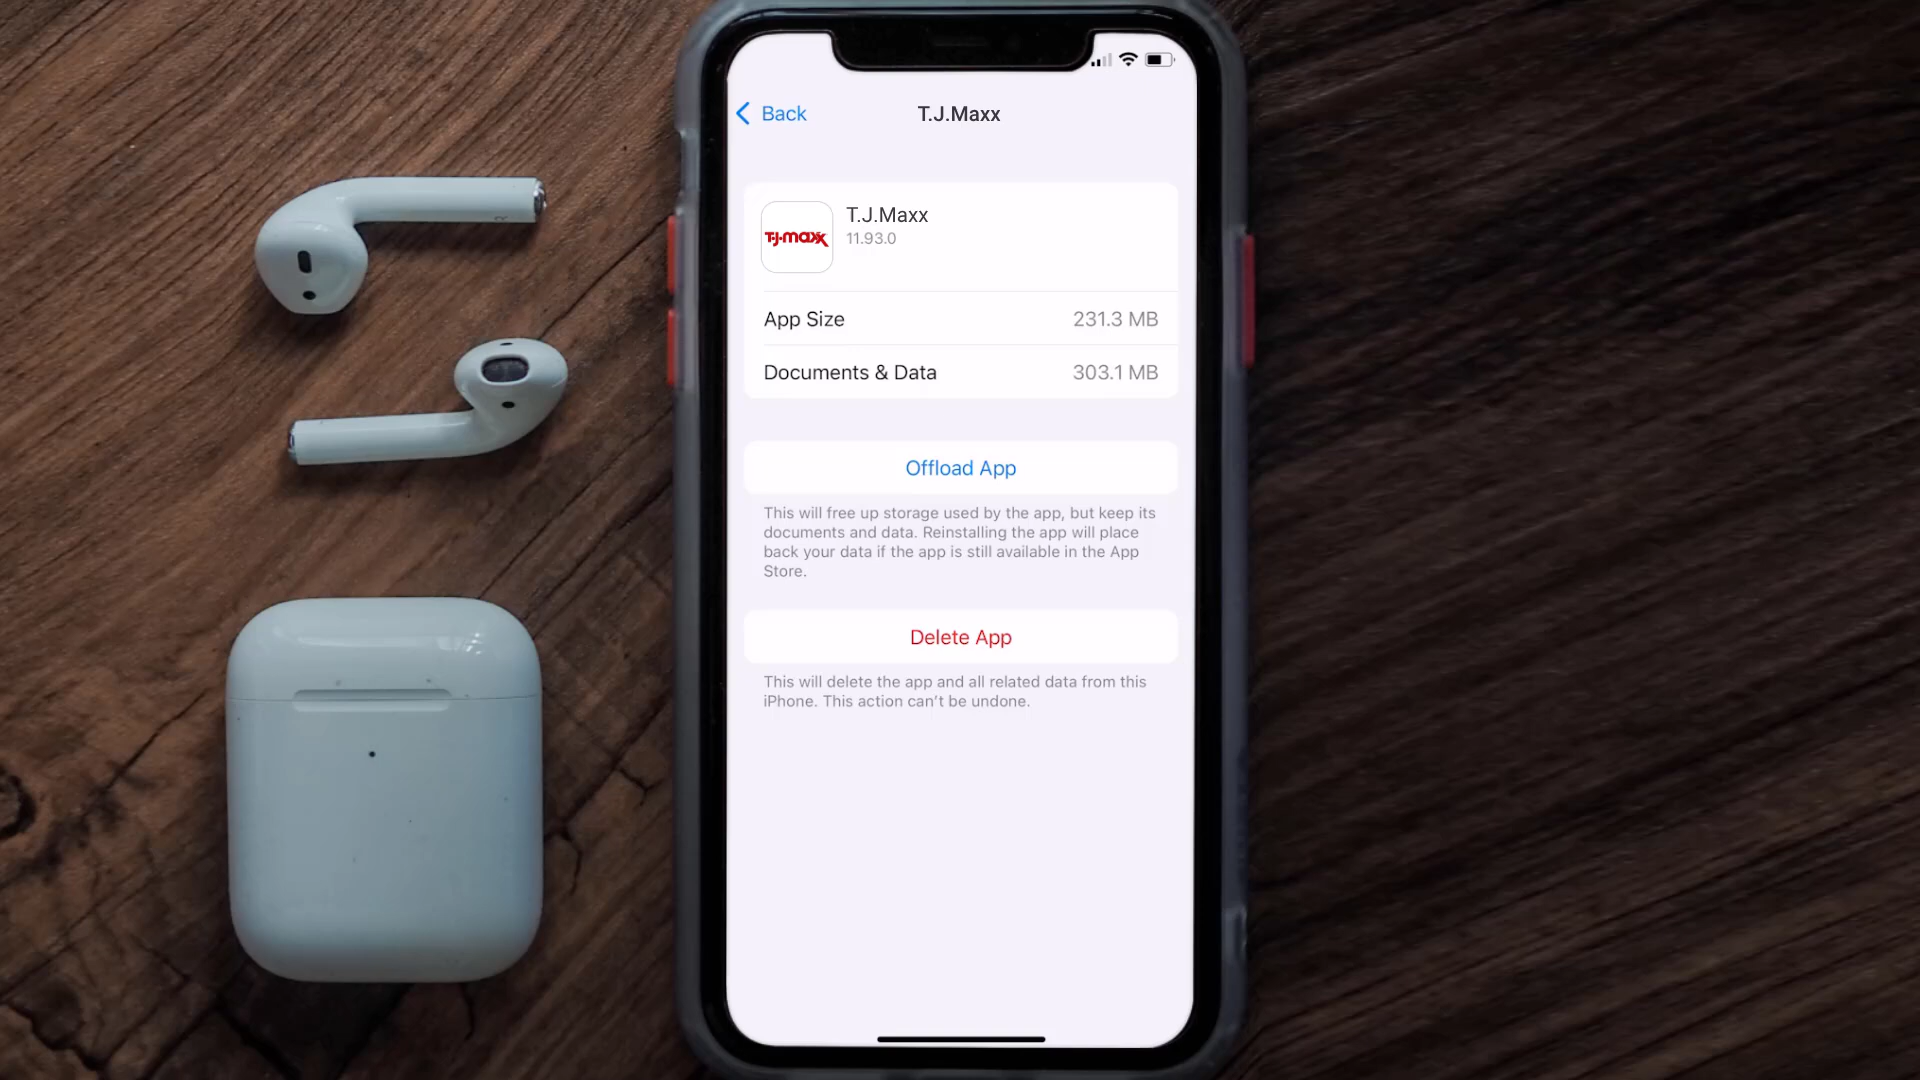 Back
T.J.Maxx
T.J.Maxx
T•J•maxx
11.93.0
App Size 231.3 MB
Documents & Data 303.1 MB
Offload App
This will free up storage used by the app, but keep its
documents and data. Reinstalling the app will place
back your data if the app is still available in the App
Store.
Delete App
This will delete the app and all related data from this
iPhone. This action can't be undone.